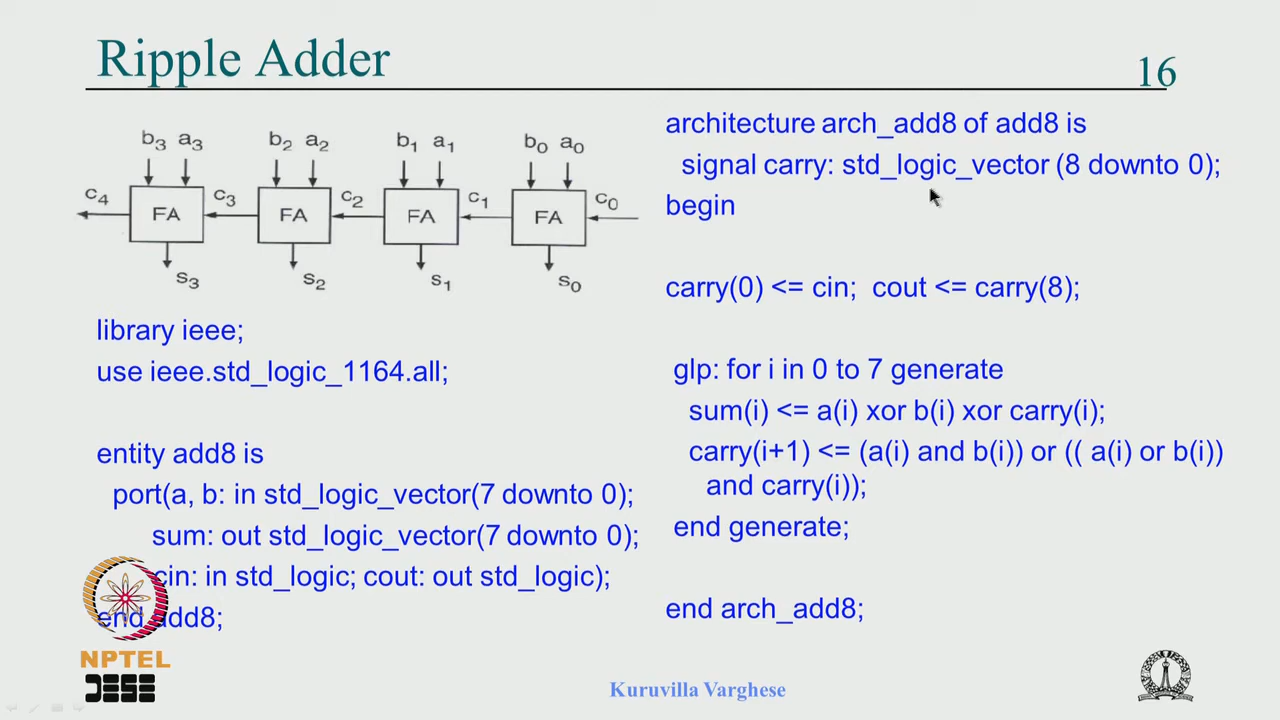 Ripple Adder
16
b3 a3 b2 a2 b1 a1 b0 a0
c4 FA c3 FA c2 FA c1 FA c0
s3 s2 s1 s0
library ieee;
use ieee.std_logic_1164.all;
entity add8 is
port(a, b: in std_logic_vector(7 downto 0);
sum: out std_logic_vector(7 downto 0);
cin: in std_logic; cout: out std_logic);
end add8;
architecture arch_add8 of add8 is
signal carry: std_logic_vector (8 downto 0);
begin
carry(0) <= cin; cout <= carry(8);
glp: for i in 0 to 7 generate
sum(i) <= a(i) xor b(i) xor carry(i);
carry(i+1) <= (a(i) and b(i)) or (( a(i) or b(i))
and carry(i));
end generate;
end arch_add8;
NPTEL
Kuruvilla Varghese